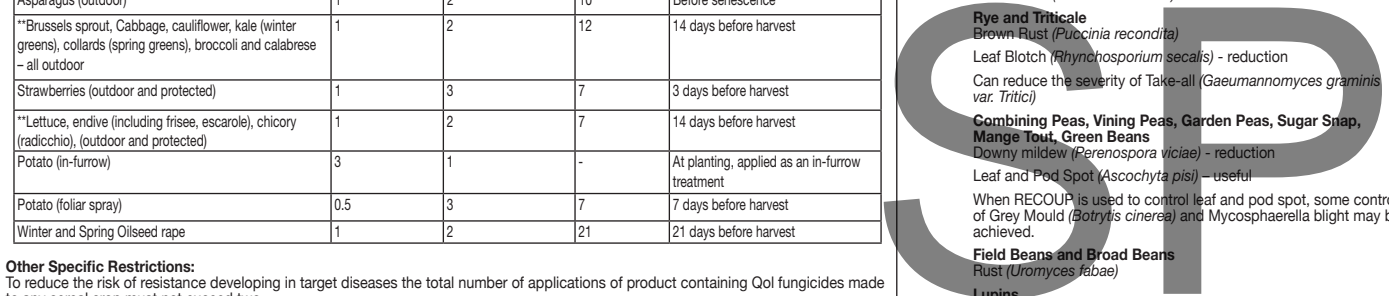 Asparagus (outdoor) 1 2 10 Before senescence
**Brussels sprout, Cabbage, cauliflower, kale (winter 1 2 12 14 days before harvest
greens), collards (spring greens), broccoli and calabrese
– all outdoor
Strawberries (outdoor and protected) 1 3 7 3 days before harvest
**Lettuce, endive (including frisee, escarole), chicory 1 2 7 14 days before harvest
(radicchio), (outdoor and protected)
Potato (in-furrow) 3 1 - At planting, applied as an in-furrow
treatment
Potato (foliar spray) 0.5 3 7 7 days before harvest
Winter and Spring Oilseed rape 1 2 21 21 days before harvest
Other Specific Restrictions:
To reduce the risk of resistance developing in target diseases the total number of applications of product containing QoI fungicides made
to any cereal crop must not exceed two.
Rye and Triticale
Brown Rust (Puccinia recondita)
Leaf Blotch (Rhynchosporium secalis) - reduction
Can reduce the severity of Take-all (Gaeumannomyces graminis
var. Tritici)
Combining Peas, Vining Peas, Garden Peas, Sugar Snap,
Mange Tout, Green Beans
Downy mildew (Perenospora viciae) - reduction
Leaf and Pod Spot (Ascochyta pisi) – useful
When RECOUP is used to control leaf and pod spot, some contro
of Grey Mould (Botrytis cinerea) and Mycosphaerella blight may b
achieved.
Field Beans and Broad Beans
Rust (Uromyces fabae)
Lupins
SP